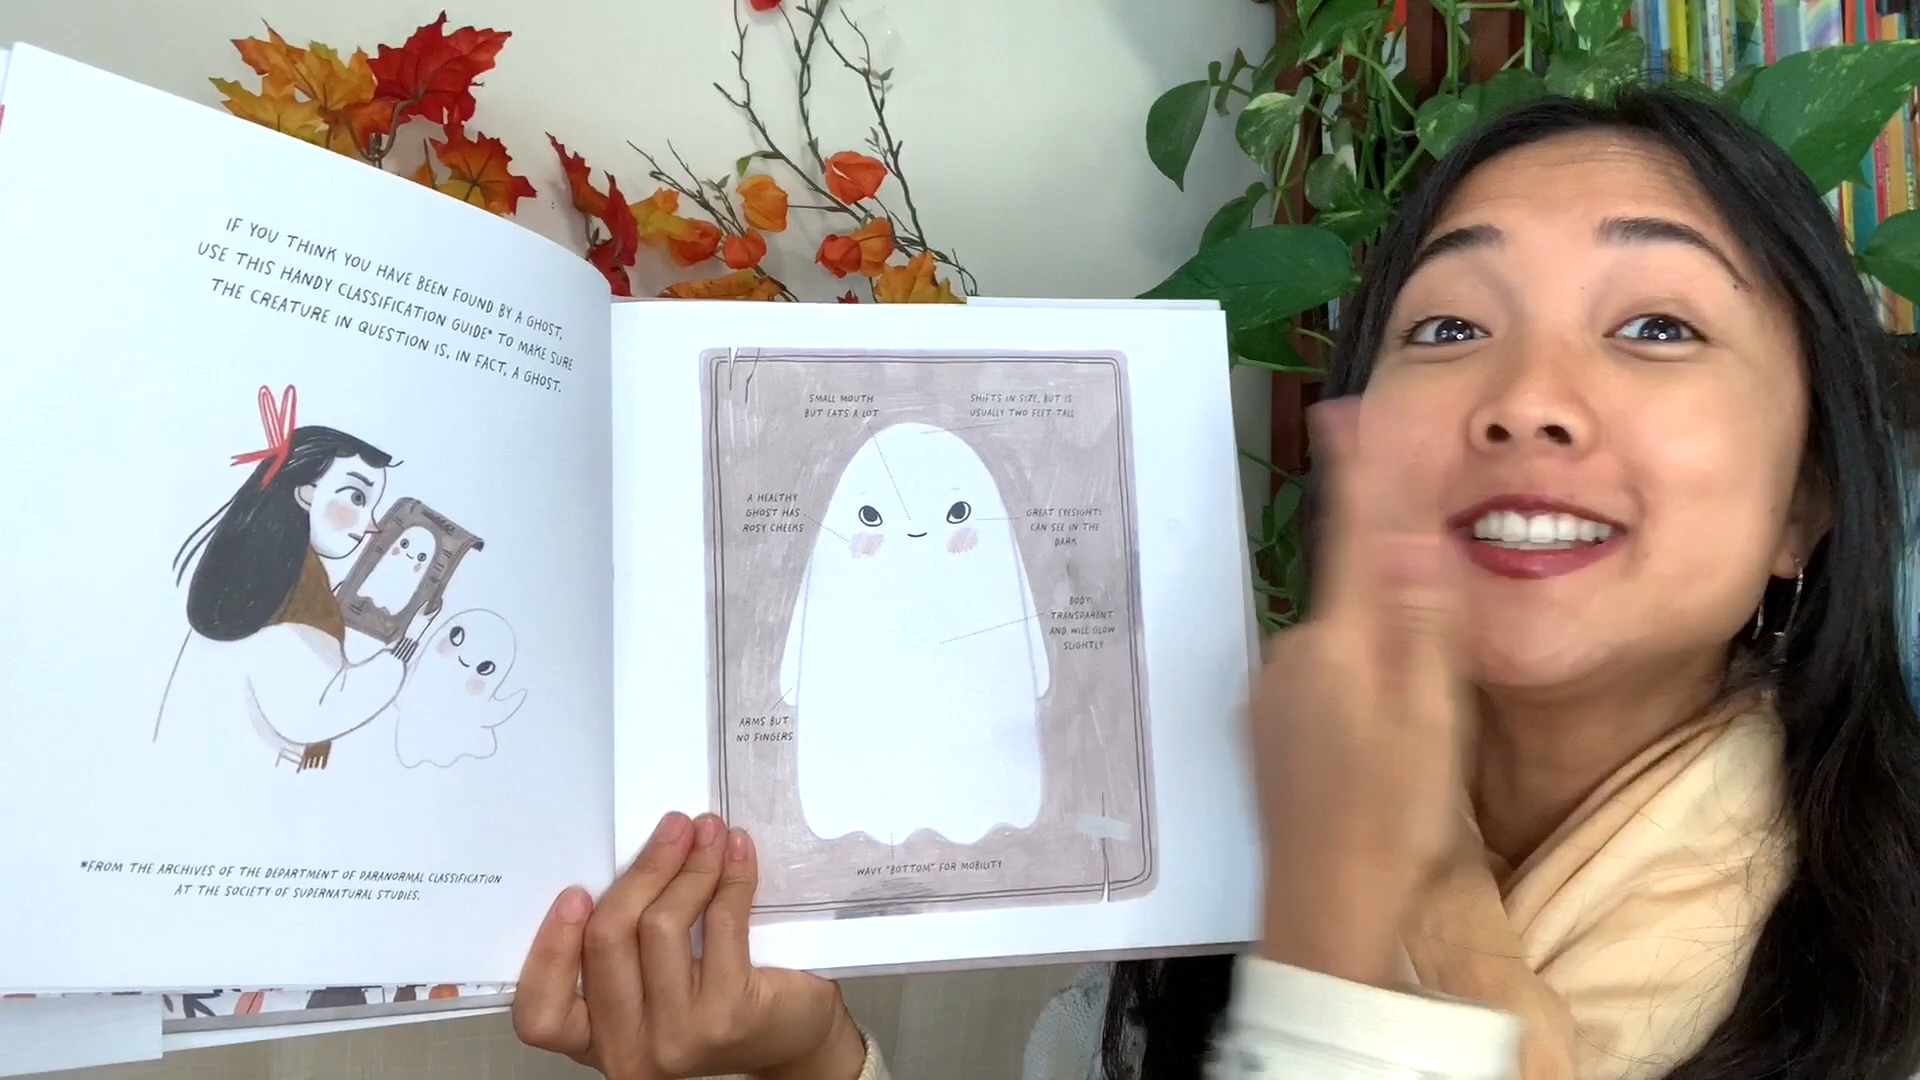 IF YOU THINK YOU HAVE BEEN FOUND BY A GHOST,
USE THIS HANDY CLASSIFICATION GUIDE* TO MAKE SURE
THE CREATURE IN QUESTION IS, IN FACT, A GHOST.
*FROM THE ARCHIVES OF THE DEPARTMENT OF PARANORMAL CLASSIFICATION
AT THE SOCIETY OF SUPERNATURAL STUDIES.
SMALL MOUTH
BUT EATS A LOT
SHIFTS IN SIZE, BUT IS
USUALLY TWO FEET TALL
A HEALTHY
GHOST HAS
ROSY CHEEKS
GREAT EYESIGHT:
CAN SEE IN THE
DARK
BODY:
TRANSPARENT
AND WILL GLOW
SLIGHTLY
ARMS BUT
NO FINGERS
WAVY "BOTTOM" FOR MOBILITY